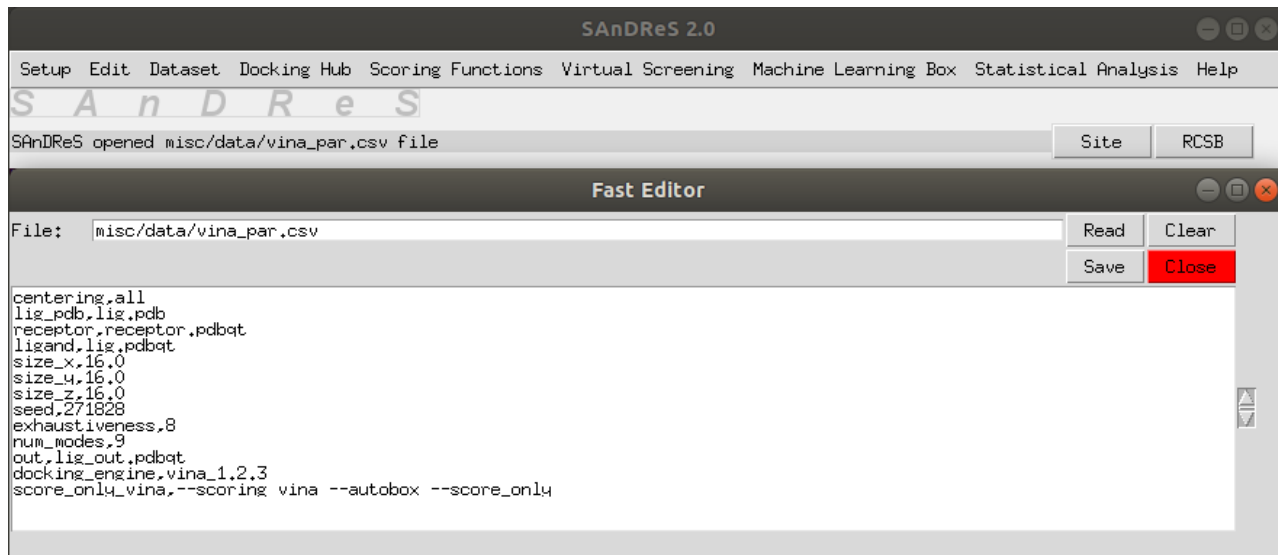 SAnDReS 2.0
Setup Edit Dataset Docking Hub Scoring Functions Virtual Screening Machine Learning Box Statistical Analysis Help
S A n D R e S
SAnDReS opened misc/data/vina_par.csv file Site RCSB
Fast Editor
File: misc/data/vina_par.csv Read Clear
Save Close
centering,all
lig_pdb,lig.pdb
receptor,receptor.pdbqt
ligand,lig.pdbqt
size_x,16.0
size_y,16.0
size_z,16.0
seed,271828
exhaustiveness,8
num_modes,9
out,lig_out.pdbqt
docking_engine,vina_1.2.3
score_only_vina,--scoring vina --autobox --score_only